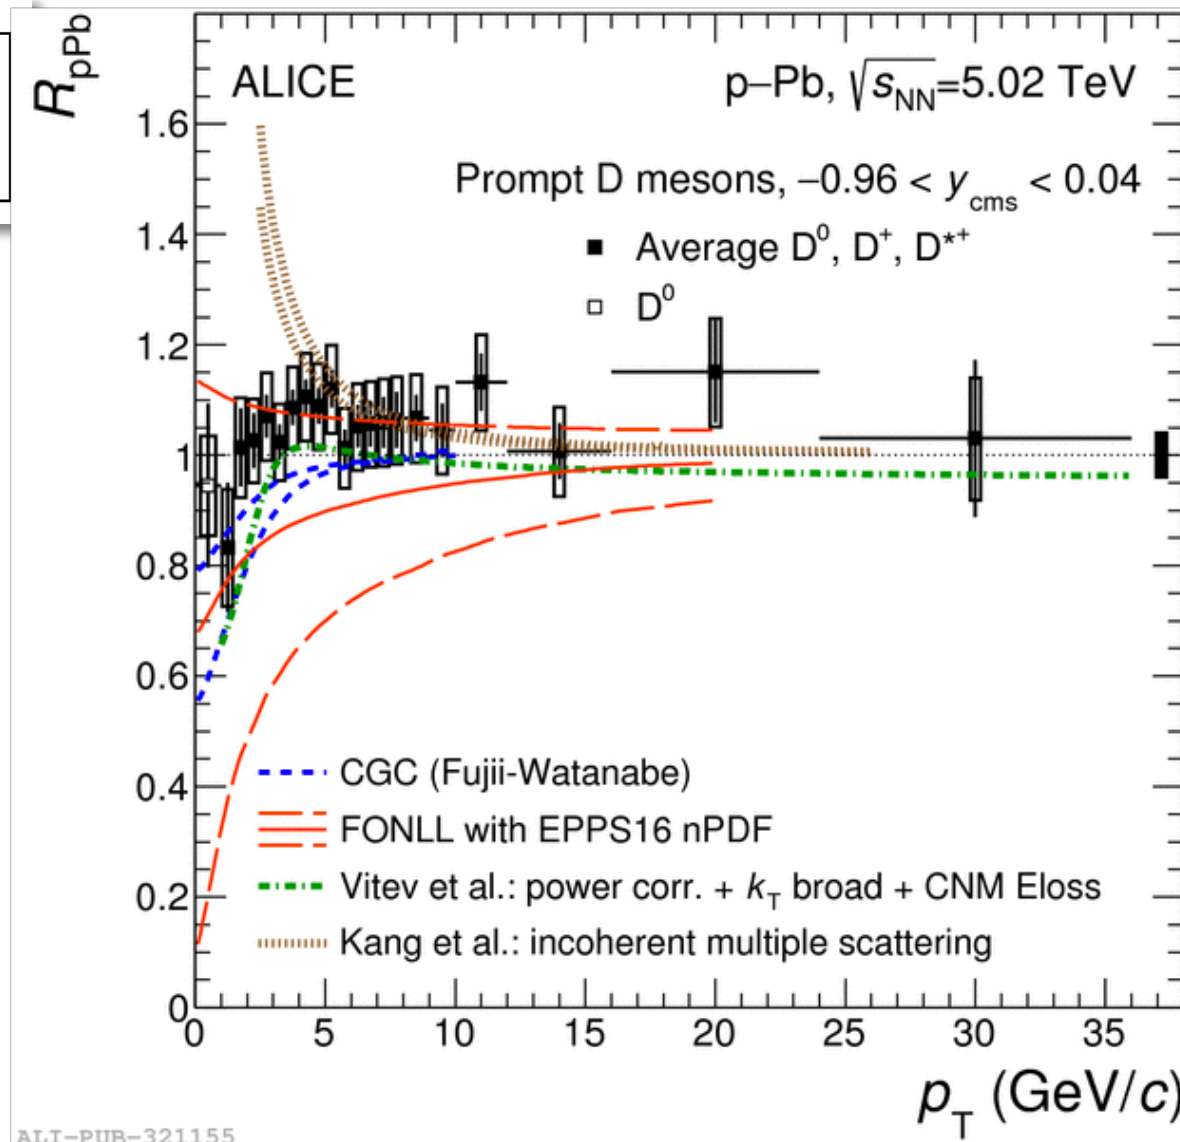 R_pPb
ALICE
p–Pb, √s_NN=5.02 TeV
Prompt D mesons, –0.96 < y_cms < 0.04
Average D⁰, D⁺, D*⁺
D⁰
1.6
1.4
1.2
1
0.8
0.6
0.4
0.2
0
CGC (Fujii-Watanabe)
FONLL with EPPS16 nPDF
Vitev et al.: power corr. + k_T broad + CNM Eloss
Kang et al.: incoherent multiple scattering
0 5 10 15 20 25 30 35
p_T (GeV/c)
ALI-PUB-321155